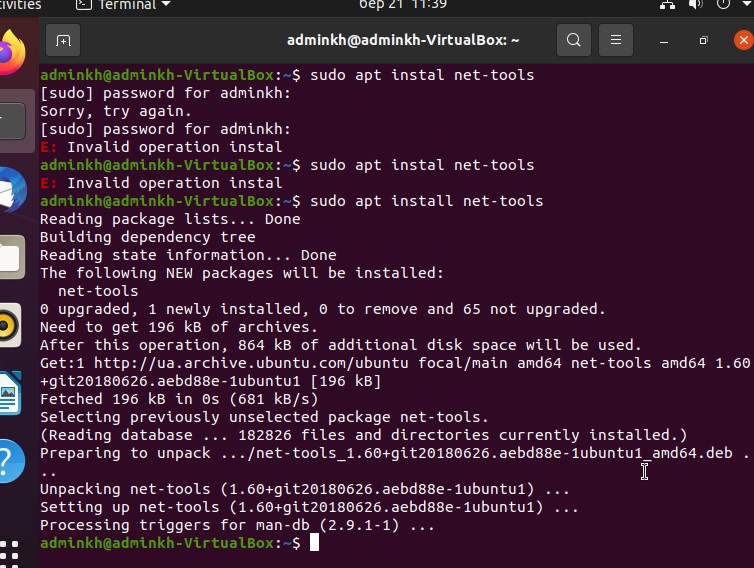 ivities
Terminal
бер 21 11:39
adminkh@adminkh-VirtualBox: ~
adminkh@adminkh-VirtualBox:~$ sudo apt instal net-tools
[sudo] password for adminkh:
Sorry, try again.
[sudo] password for adminkh:
E: Invalid operation instal
adminkh@adminkh-VirtualBox:~$ sudo apt instal net-tools
E: Invalid operation instal
adminkh@adminkh-VirtualBox:~$ sudo apt install net-tools
Reading package lists... Done
Building dependency tree
Reading state information... Done
The following NEW packages will be installed:
net-tools
0 upgraded, 1 newly installed, 0 to remove and 65 not upgraded.
Need to get 196 kB of archives.
After this operation, 864 kB of additional disk space will be used.
Get:1 http://ua.archive.ubuntu.com/ubuntu focal/main amd64 net-tools amd64 1.60
+git20180626.aebd88e-1ubuntu1 [196 kB]
Fetched 196 kB in 0s (681 kB/s)
Selecting previously unselected package net-tools.
(Reading database ... 182826 files and directories currently installed.)
Preparing to unpack .../net-tools_1.60+git20180626.aebd88e-1ubuntu1_amd64.deb .
..
Unpacking net-tools (1.60+git20180626.aebd88e-1ubuntu1) ...
Setting up net-tools (1.60+git20180626.aebd88e-1ubuntu1) ...
Processing triggers for man-db (2.9.1-1) ...
adminkh@adminkh-VirtualBox:~$